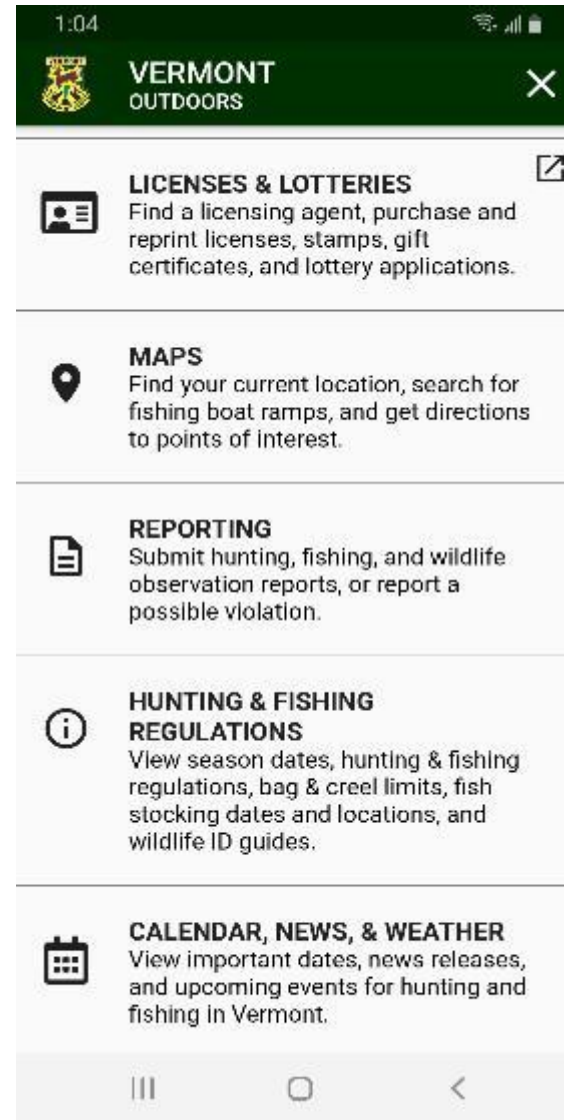 1:04
VERMONT
OUTDOORS
LICENSES & LOTTERIES
Find a licensing agent, purchase and
reprint licenses, stamps, gift
certificates, and lottery applications.
MAPS
Find your current location, search for
fishing boat ramps, and get directions
to points of interest.
REPORTING
Submit hunting, fishing, and wildlife
observation reports, or report a
possible violation.
HUNTING & FISHING
REGULATIONS
View season dates, hunting & fishing
regulations, bag & creel limits, fish
stocking dates and locations, and
wildlife ID guides.
CALENDAR, NEWS, & WEATHER
View important dates, news releases,
and upcoming events for hunting and
fishing in Vermont.